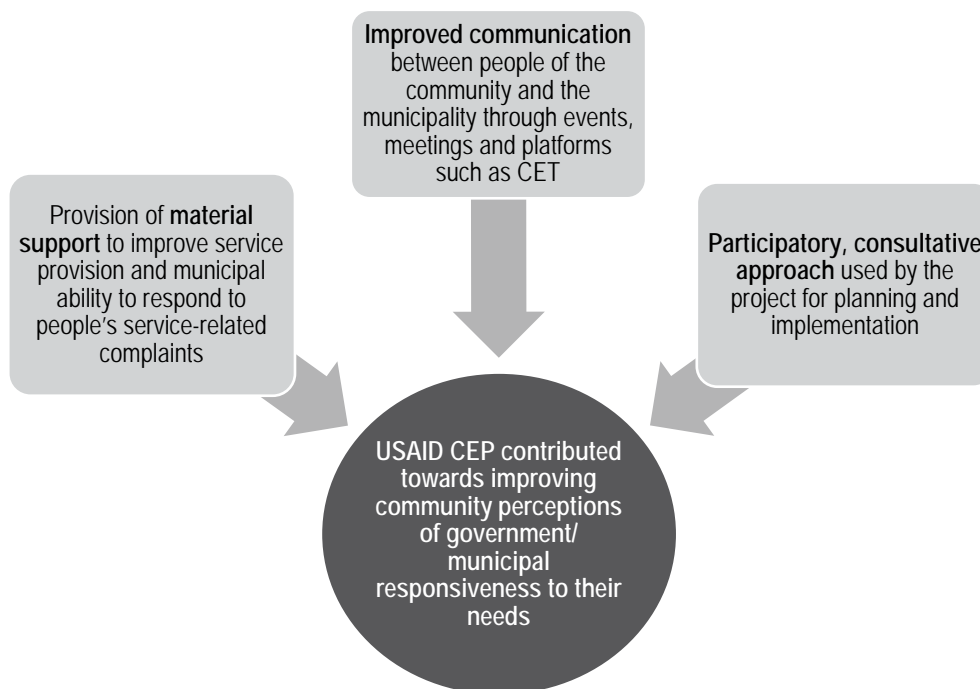 Improved communication
between people of the
community and the
municipality through events,
meetings and platforms
such as CET
Provision of material
support to improve service
provision and municipal
ability to respond to
people's service-related
complaints
Participatory, consultative
approach used by the
project for planning and
implementation
USAID CEP contributed
towards improving
community perceptions
of government/
municipal
responsiveness to their
needs